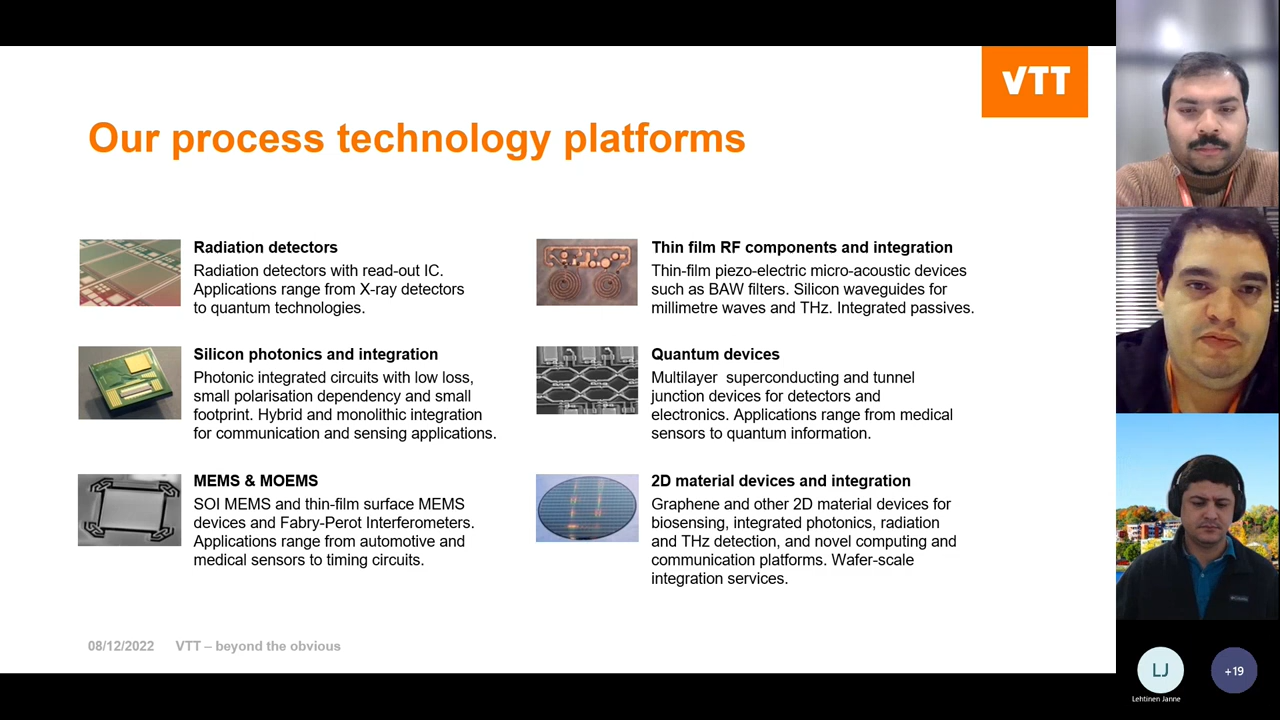 VTT
Our process technology platforms
Radiation detectors
Radiation detectors with read-out IC.
Applications range from X-ray detectors
to quantum technologies.
Silicon photonics and integration
Photonic integrated circuits with low loss,
small polarisation dependency and small
footprint. Hybrid and monolithic integration
for communication and sensing applications.
MEMS & MOEMS
SOI MEMS and thin-film surface MEMS
devices and Fabry-Perot Interferometers.
Applications range from automotive and
medical sensors to timing circuits.
Thin film RF components and integration
Thin-film piezo-electric micro-acoustic devices
such as BAW filters. Silicon waveguides for
millimetre waves and THz. Integrated passives.
Quantum devices
Multilayer  superconducting and tunnel
junction devices for detectors and
electronics. Applications range from medical
sensors to quantum information.
2D material devices and integration
Graphene and other 2D material devices for
biosensing, integrated photonics, radiation
and THz detection, and novel computing and
communication platforms. Wafer-scale
integration services.
08/12/2022 VTT – beyond the obvious
LJ
+19
Lehtinen Janne